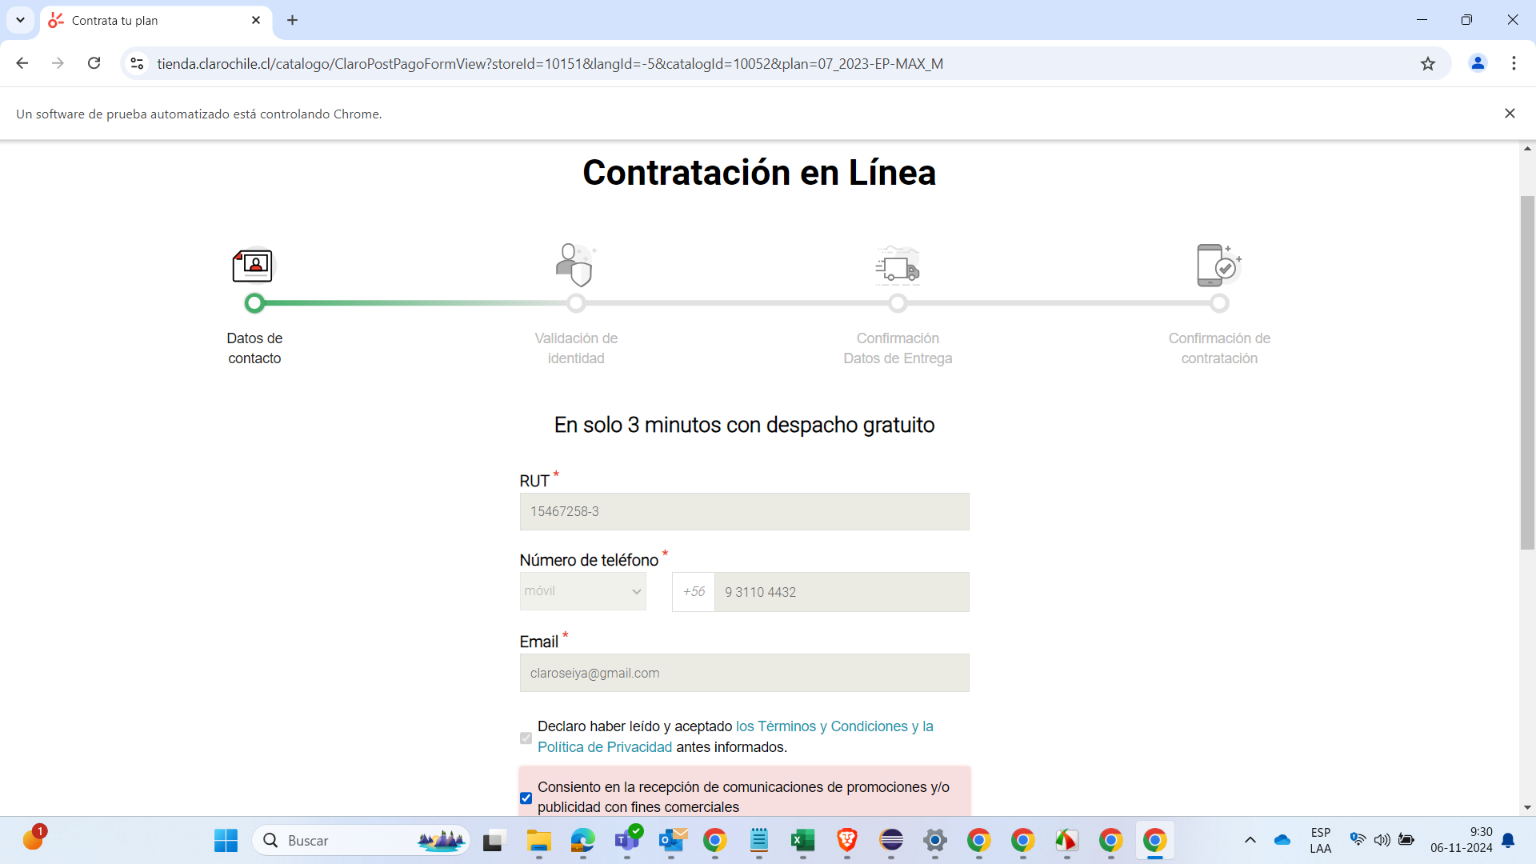 Contrata tu plan
tienda.clarochile.cl/catalogo/ClaroPostPagoFormView?storeId=10151&langId=-5&catalogId=10052&plan=07_2023-EP-MAX_M
Un software de prueba automatizado está controlando Chrome.
Contratación en Línea
Datos de
contacto
Validación de
identidad
Confirmación
Datos de Entrega
Confirmación de
contratación
En solo 3 minutos con despacho gratuito
RUT *
15467258-3
Número de teléfono *
móvil
+56
9 3110 4432
Email *
claroseiya@gmail.com
Declaro haber leído y aceptado los Términos y Condiciones y la
Política de Privacidad antes informados.
Consiento en la recepción de comunicaciones de promociones y/o
publicidad con fines comerciales
1
Buscar
ESP
LAA
9:30
06-11-2024